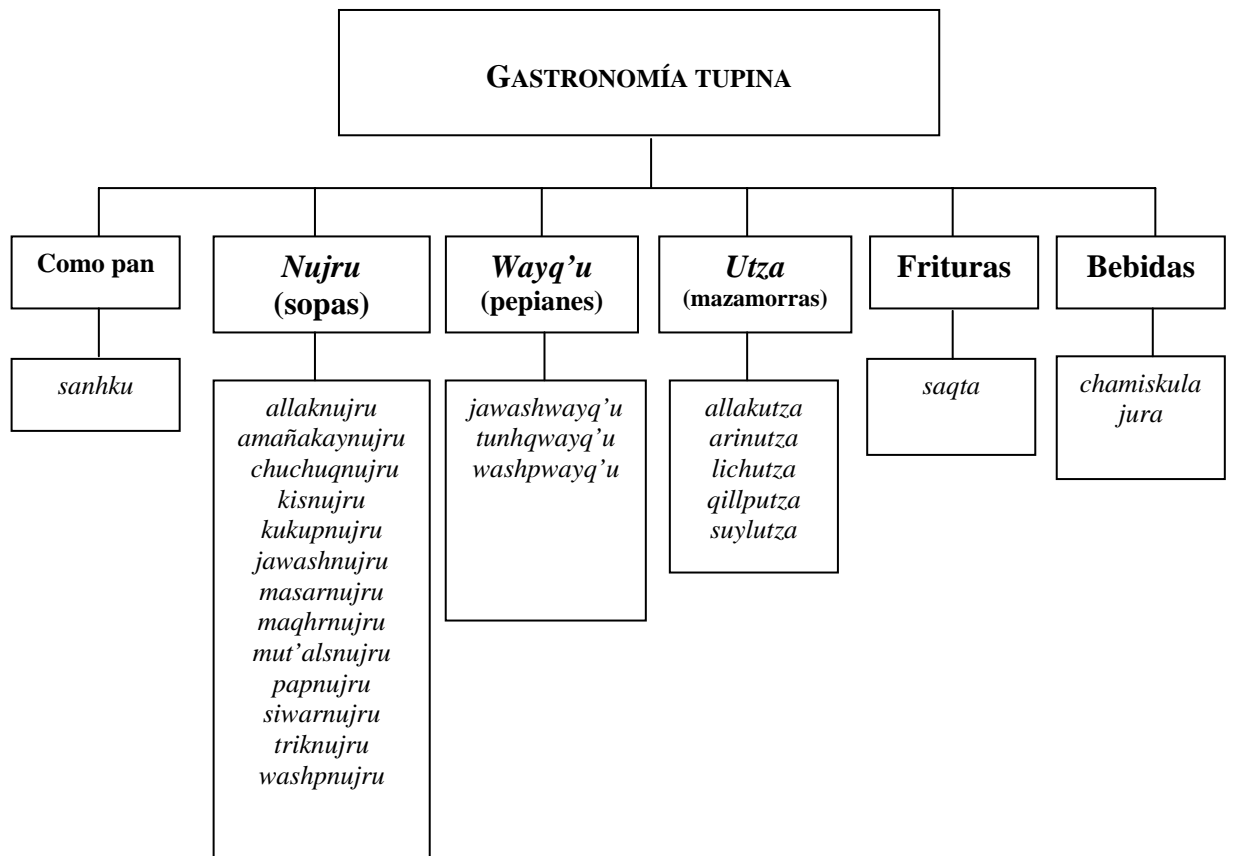 GASTRONOMÍA TUPINA
Como pan
sanhku
Nujru
(sopas)
allaknujru
amañakaynujru
chuchuqnujru
kisnujru
kukupnujru
jawashnujru
masarnujru
maqhrnujru
mut’alsnujru
papnujru
siwarnujru
triknujru
washpnujru
Wayq’u
(pepianes)
jawashwayq’u
tunhqwayq’u
washpwayq’u
Utza
(mazamorras)
allakutza
arinutza
lichutza
qillputza
suylutza
Frituras
saqta
Bebidas
chamiskula
jura